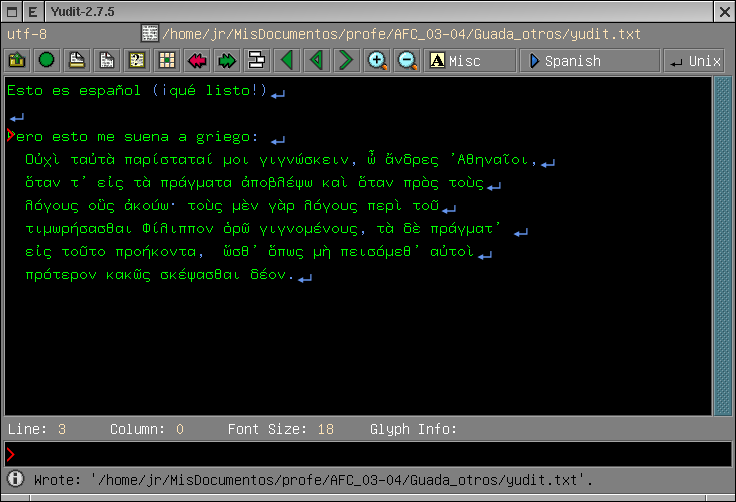 Yudit-2.7.5
utf-8 /home/jr/MisDocumentos/profe/AFC_03-04/Guada_otros/yudit.txt
Misc Spanish Unix
Esto es español (¡qué listo!)
Pero esto me suena a griego:
Οὐχὶ ταὐτὰ παρίσταταί μοι γιγνώσκειν, ὦ ἄνδρες ᾿Αθηναῖοι,
ὅταν τ᾿ εἰς τὰ πράγματα ἀποβλέψω καὶ ὅταν πρὸς τοὺς
λόγους οὓς ἀκούω· τοὺς μὲν γὰρ λόγους περὶ τοῦ
τιμωρήσασθαι Φίλιππον ὁρῶ γιγνομένους, τὰ δὲ πράγματ᾿
εἰς τοῦτο προήκοντα,  ὥσθ᾿ ὅπως μὴ πεισόμεθ᾿ αὐτοὶ
πρότερον κακῶς σκέψασθαι δέον.
Line: 3 Column: 0 Font Size: 18 Glyph Info:
Wrote: '/home/jr/MisDocumentos/profe/AFC_03-04/Guada_otros/yudit.txt'.